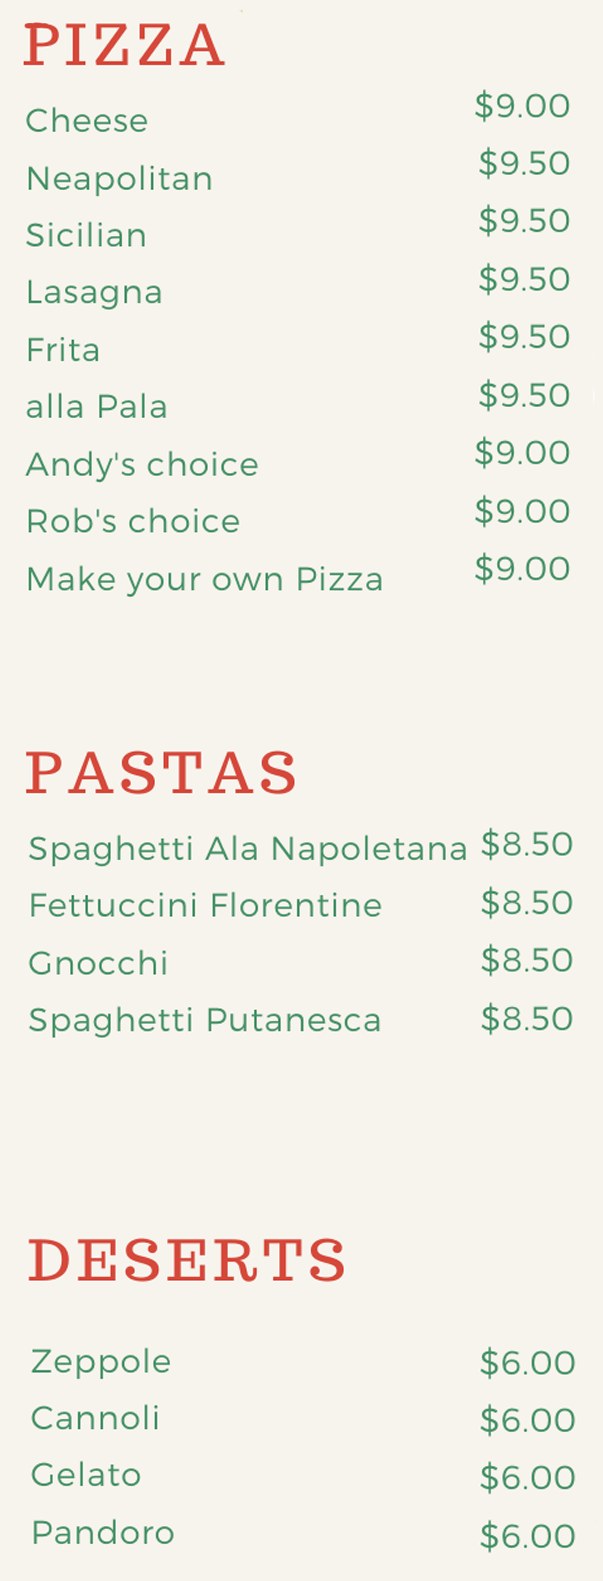 PIZZA
Cheese $9.00
Neapolitan $9.50
Sicilian $9.50
Lasagna $9.50
Frita $9.50
alla Pala $9.50
Andy's choice $9.00
Rob's choice $9.00
Make your own Pizza $9.00
PASTAS
Spaghetti Ala Napoletana $8.50
Fettuccini Florentine $8.50
Gnocchi $8.50
Spaghetti Putanesca $8.50
DESERTS
Zeppole $6.00
Cannoli $6.00
Gelato $6.00
Pandoro $6.00